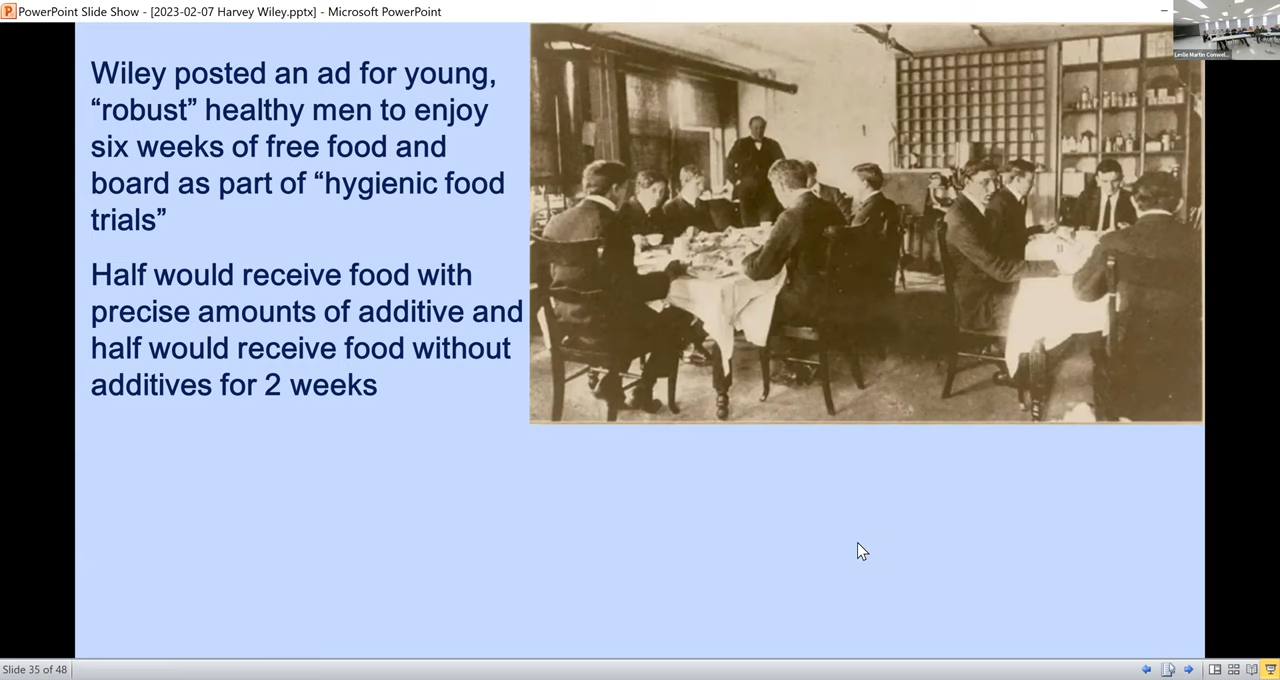 PowerPoint Slide Show - [2023-02-07 Harvey Wiley.pptx] - Microsoft PowerPoint
Wiley posted an ad for young,
“robust” healthy men to enjoy
six weeks of free food and
board as part of “hygienic food
trials”
Half would receive food with
precise amounts of additive and
half would receive food without
additives for 2 weeks
Leslie Martin Conwel...
Slide 35 of 48